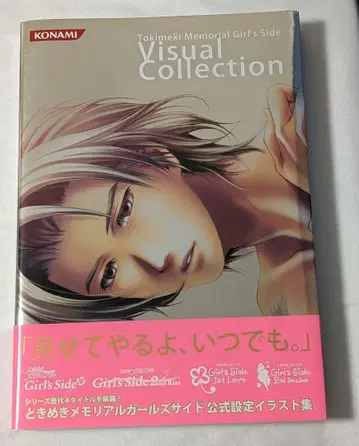 KONAMI
Tokimeki Memorial Girl's Side
Visual
Collection
「見せてやるよ、いつでも。」
Girl's Side
Girl's Side 2nd Kiss
Girl's Side
1st Love
Girl's Side
2nd Season
シリーズ歴代4タイトルを網羅!
ときめきメモリアルガールズサイド 公式設定イラスト集